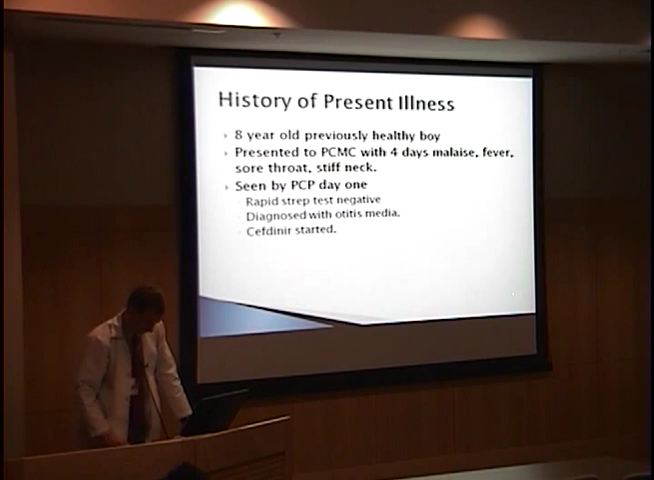 History of Present Illness
8 year old previously healthy boy
Presented to PCMC with 4 days malaise, fever,
sore throat, stiff neck.
Seen by PCP day one
Rapid strep test negative
Diagnosed with otitis media.
Cefdinir started.